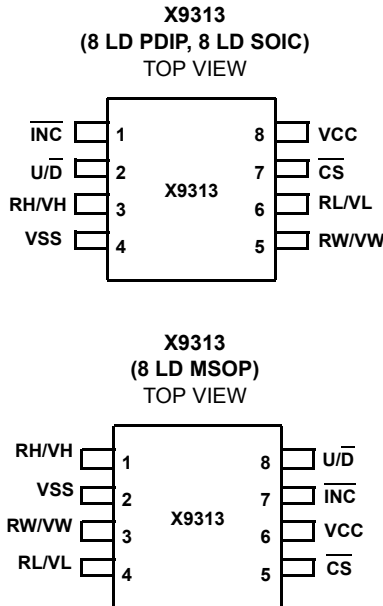 X9313
(8 LD PDIP, 8 LD SOIC)
TOP VIEW
INC 1 8 VCC
U/D 2 7 CS
RH/VH 3 X9313 6 RL/VL
VSS 4 5 RW/VW
X9313
(8 LD MSOP)
TOP VIEW
RH/VH 1 8 U/D
VSS 2 7 INC
RW/VW 3 X9313 6 VCC
RL/VL 4 5 CS